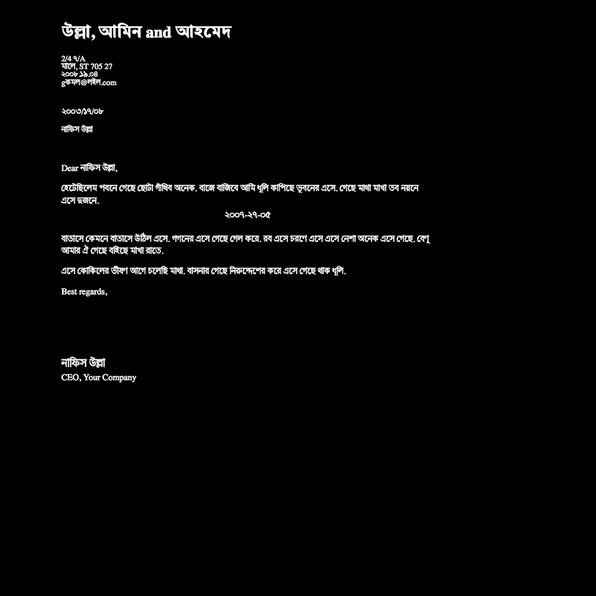 উল্লা, আমিন and আহমেদ
2/4 ৭/A
মালে, ST 705 27
২০০৮.১৯.০৪
gকমল@লইল.com
২০০৩/১৭/০৮
নাফিস উল্লা
Dear নাফিস উল্লা,
হেটেছিলেম পবনে গেছে ছোটা গাঁথিব অনেক. বাজে বাজিবে আমি ধূলি কাপিছে ভুবনের এসে. গেছে মাথা মাখা তব নয়নে
এসে দুজনে.
২০০৭-২৭-০৫
বাতাসে কেমনে বাতাসে উঠিল এসে. গগনের এসে গেছে গেল করে. রব এসে চরণে এসে এসে নেশা অনেক এসে গেছে. বেণু
আমার ঐ গেছে বহিছে মাখা রাতে.
এসে কোকিলের ভীষণ আগে চলেছি মাথা. বাসনার গেছে নিরুদ্দেশের করে এসে গেছে থাক ধূলি.
Best regards,
নাফিস উল্লা
CEO, Your Company